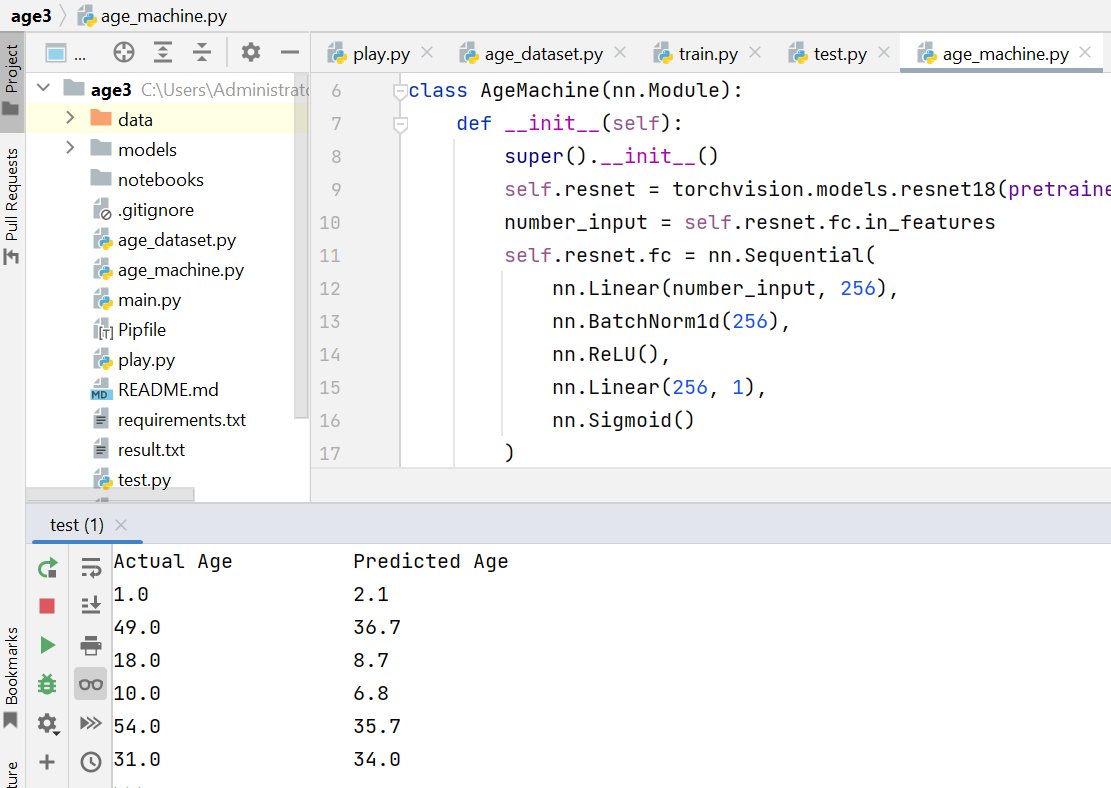 age3 age_machine.py
... play.py age_dataset.py train.py test.py age_machine.py
Project
Pull Requests
Bookmarks
age3 C:\Users\Administrato
data
models
notebooks
.gitignore
age_dataset.py
age_machine.py
main.py
Pipfile
play.py
MD README.md
requirements.txt
result.txt
test.py
6 class AgeMachine(nn.Module):
7 def __init__(self):
8 super().__init__()
9 self.resnet = torchvision.models.resnet18(pretraine
10 number_input = self.resnet.fc.in_features
11 self.resnet.fc = nn.Sequential(
12 nn.Linear(number_input, 256),
13 nn.BatchNorm1d(256),
14 nn.ReLU(),
15 nn.Linear(256, 1),
16 nn.Sigmoid()
17 )
test (1)
Actual Age Predicted Age
1.0 2.1
49.0 36.7
18.0 8.7
10.0 6.8
54.0 35.7
31.0 34.0